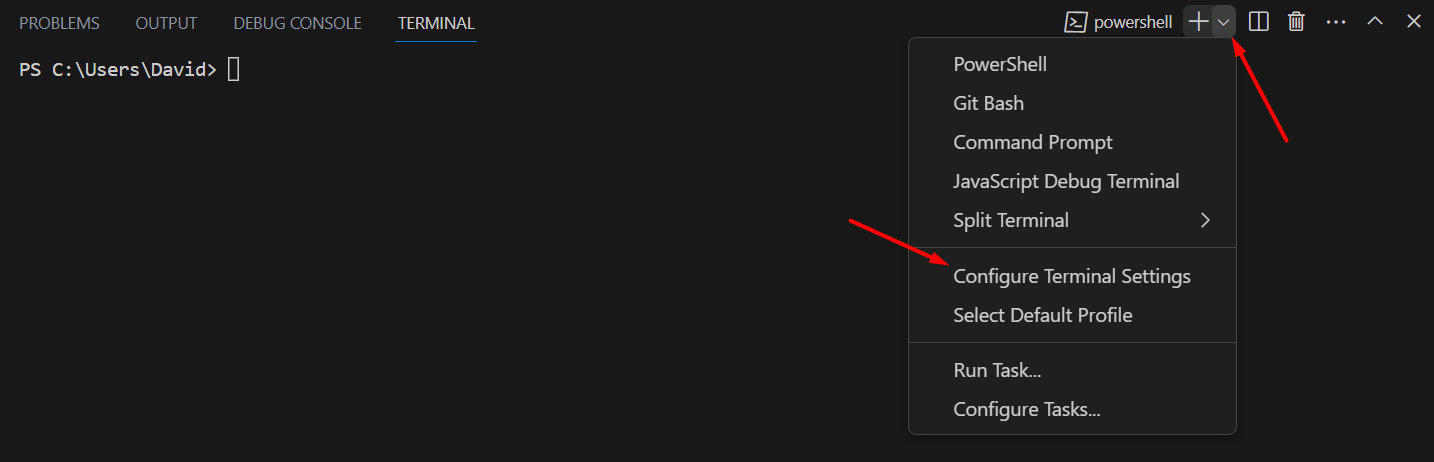 PROBLEMS OUTPUT DEBUG CONSOLE TERMINAL powershell
PS C:\Users\David>
PowerShell
Git Bash
Command Prompt
JavaScript Debug Terminal
Split Terminal
Configure Terminal Settings
Select Default Profile
Run Task...
Configure Tasks...